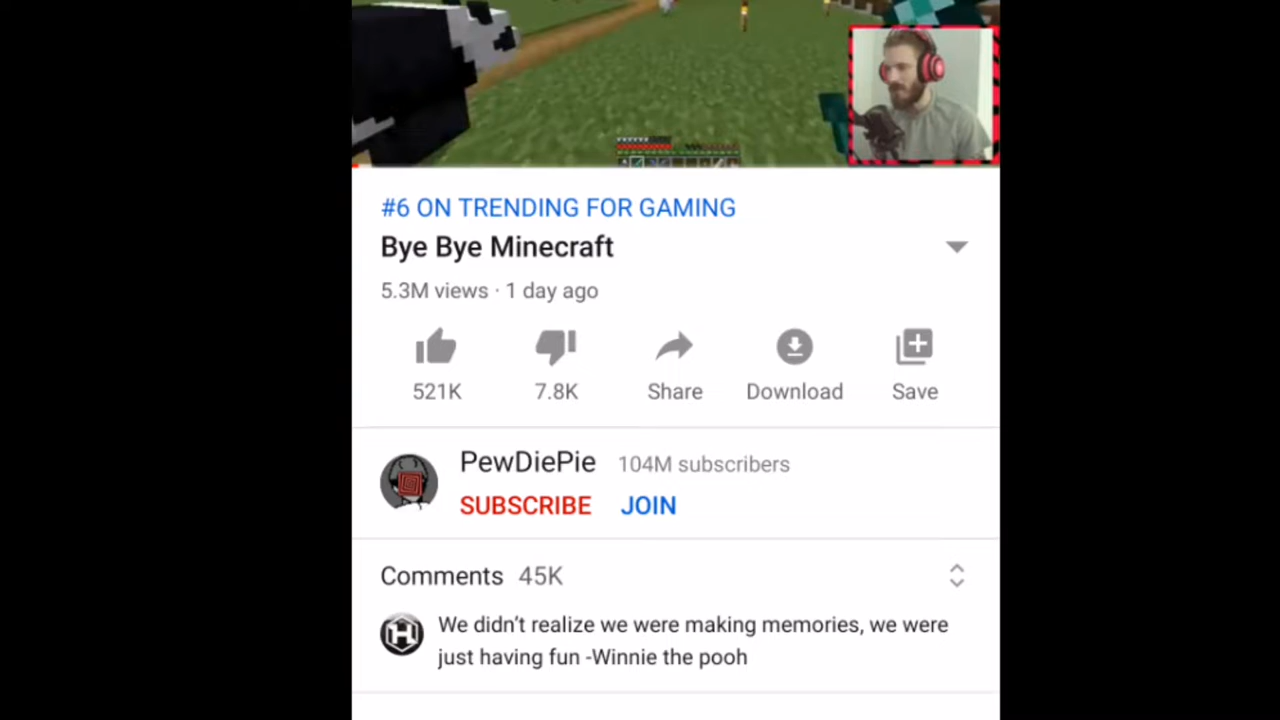 #6 ON TRENDING FOR GAMING
Bye Bye Minecraft
5.3M views · 1 day ago
521K
7.8K
Share
Download
Save
PewDiePie 104M subscribers
SUBSCRIBE JOIN
Comments 45K
We didn't realize we were making memories, we were
just having fun -Winnie the pooh